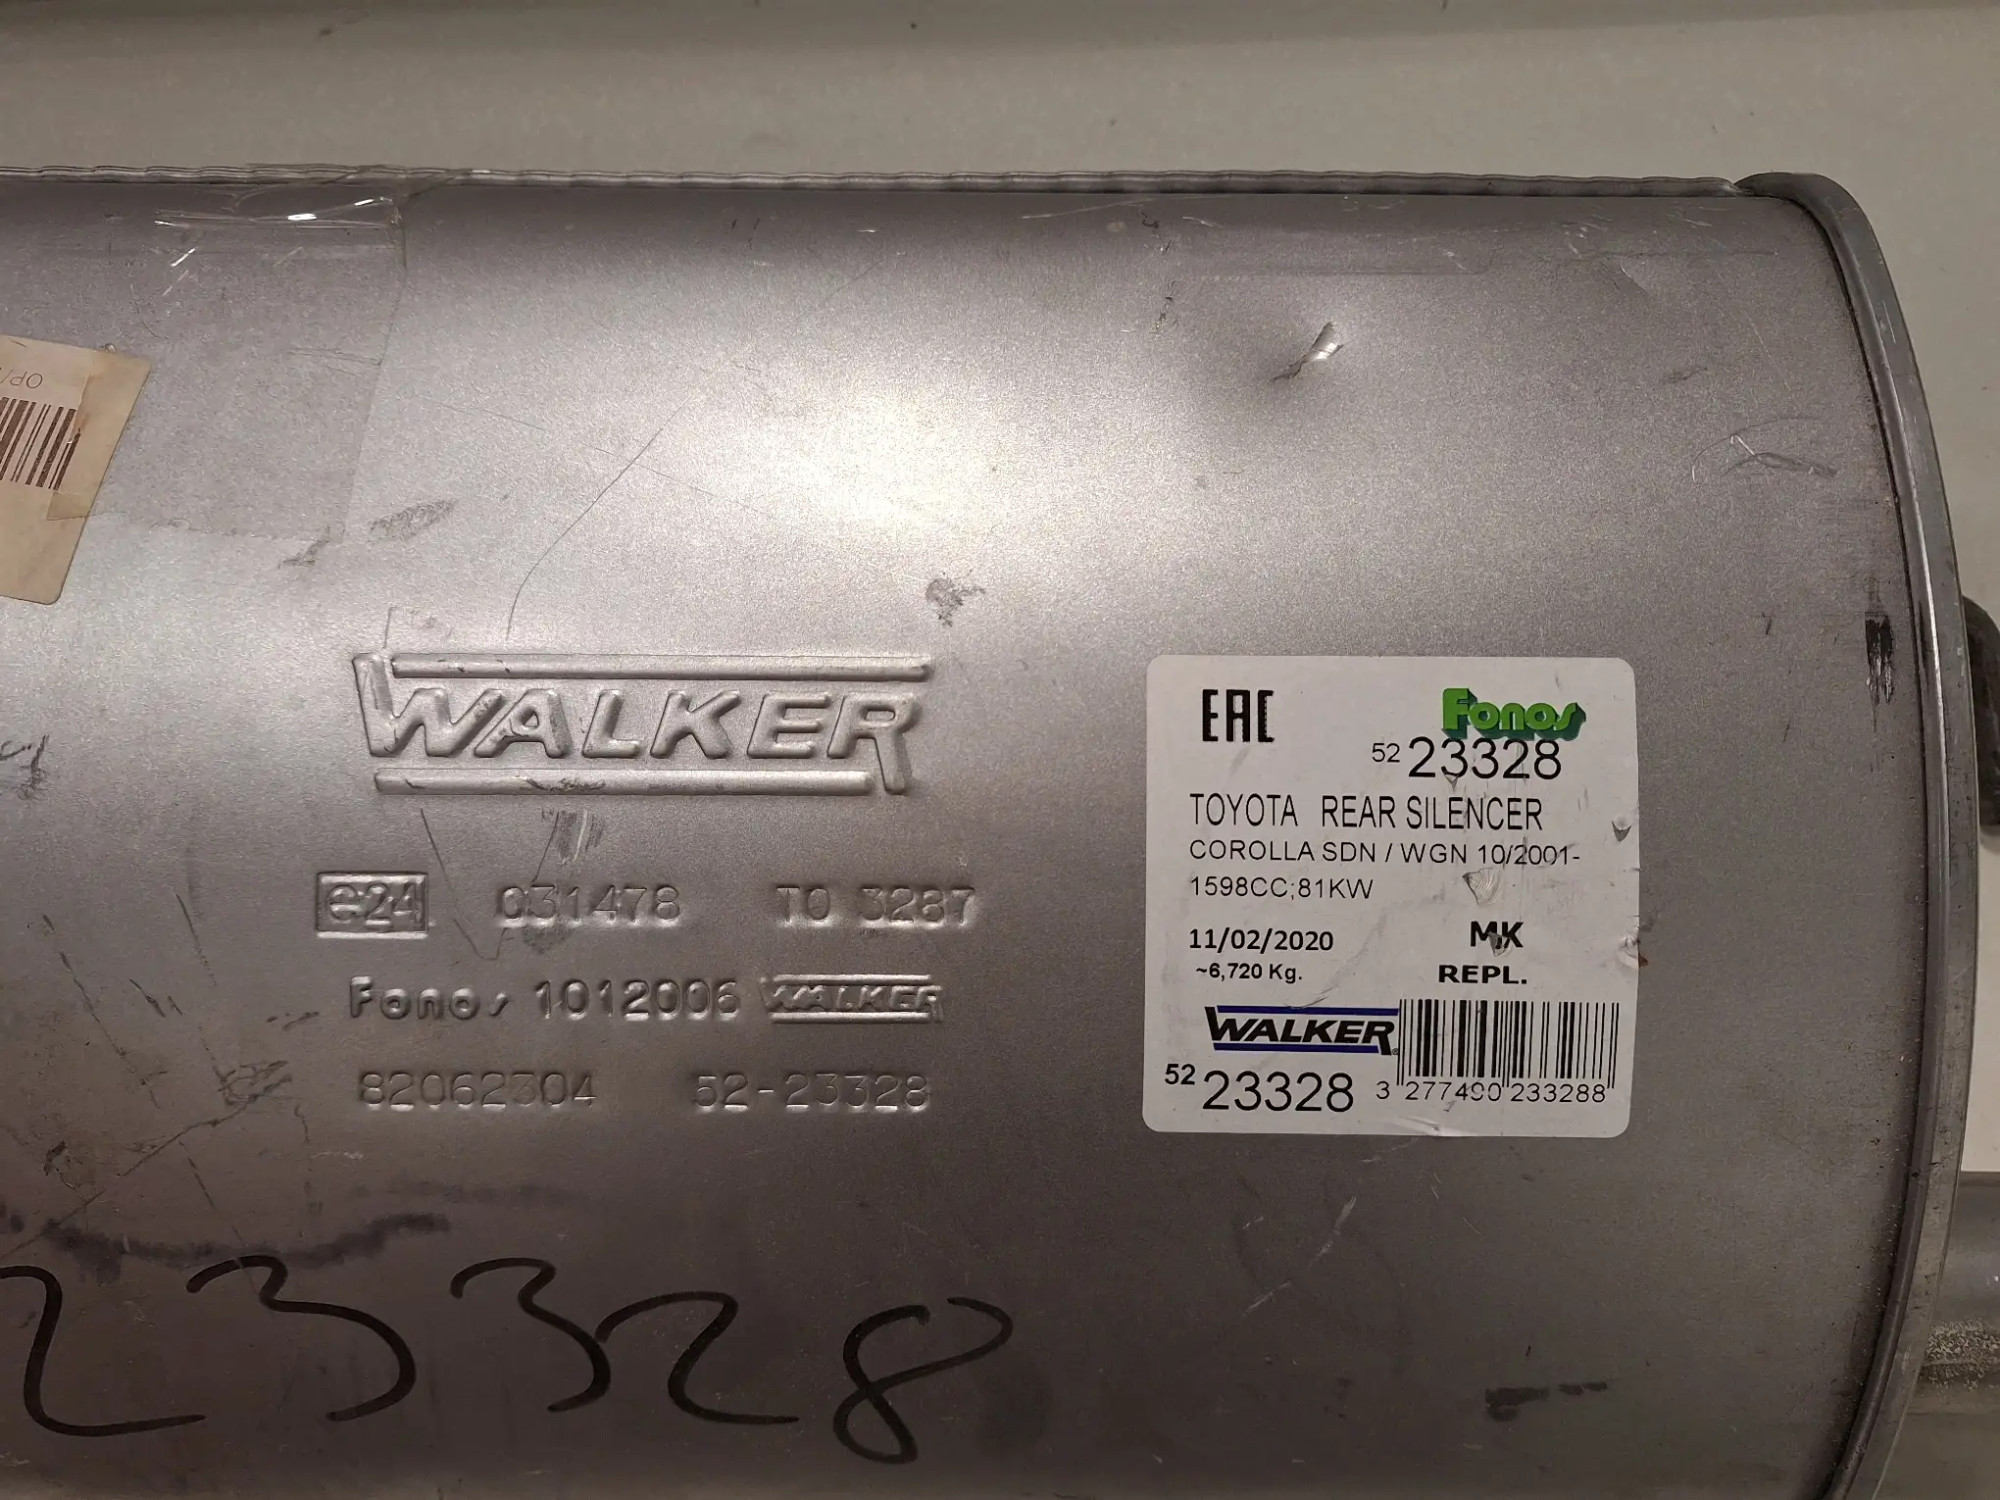 OP/
WALKER
e24 031478 TO 3287
Fonos 1012006 WALKER
82062304 52-23328
23328
EAC Fonos
52 23328
TOYOTA REAR SILENCER
COROLLA SDN / WGN 10/2001-
1598CC;81KW
11/02/2020 MK
~6,720 Kg. REPL.
WALKER
52 23328 3 277490 233288